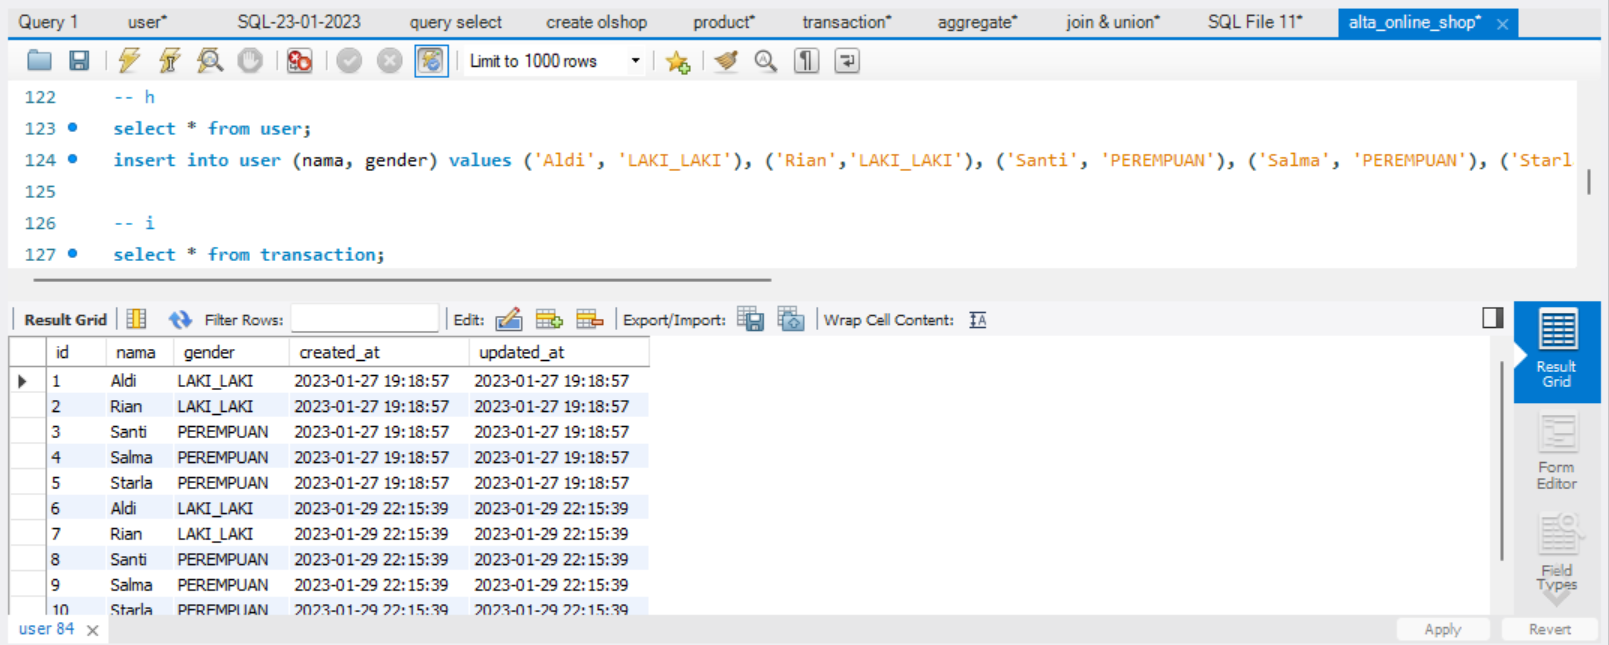 Query 1 user* SQL-23-01-2023 query select create olshop product* transaction* aggregate* join & union* SQL File 11* alta_online_shop*
Limit to 1000 rows
122 -- h
123 select * from user;
124 insert into user (nama, gender) values ('Aldi', 'LAKI_LAKI'), ('Rian','LAKI_LAKI'), ('Santi', 'PEREMPUAN'), ('Salma', 'PEREMPUAN'), ('Starl
125
126 -- i
127 select * from transaction;
Result Grid Filter Rows: Edit: Export/Import: Wrap Cell Content:
id nama gender created_at updated_at
1 Aldi LAKI_LAKI 2023-01-27 19:18:57 2023-01-27 19:18:57
2 Rian LAKI_LAKI 2023-01-27 19:18:57 2023-01-27 19:18:57
3 Santi PEREMPUAN 2023-01-27 19:18:57 2023-01-27 19:18:57
4 Salma PEREMPUAN 2023-01-27 19:18:57 2023-01-27 19:18:57
5 Starla PEREMPUAN 2023-01-27 19:18:57 2023-01-27 19:18:57
6 Aldi LAKI_LAKI 2023-01-29 22:15:39 2023-01-29 22:15:39
7 Rian LAKI_LAKI 2023-01-29 22:15:39 2023-01-29 22:15:39
8 Santi PEREMPUAN 2023-01-29 22:15:39 2023-01-29 22:15:39
9 Salma PEREMPUAN 2023-01-29 22:15:39 2023-01-29 22:15:39
10 Starla PEREMPUAN 2023-01-29 22:15:39 2023-01-29 22:15:39
Result
Grid
Form
Editor
Field
Types
user 84
Apply Revert